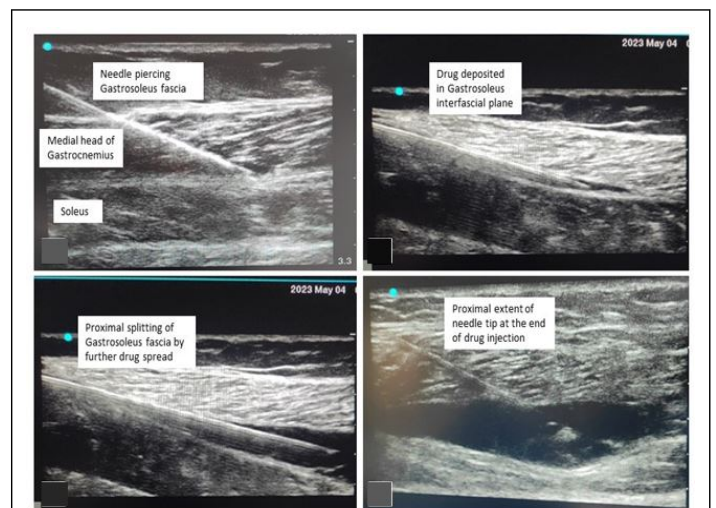 Needle piercing
Gastrosoleus fascia
Medial head of
Gastrocnemius
Soleus
3.3
2023 May 04
Drug deposited
in Gastrosoleus
interfascial plane
2023 May 04
Proximal splitting of
Gastrosoleus fascia by
further drug spread
Proximal extent of
needle tip at the end
of drug injection